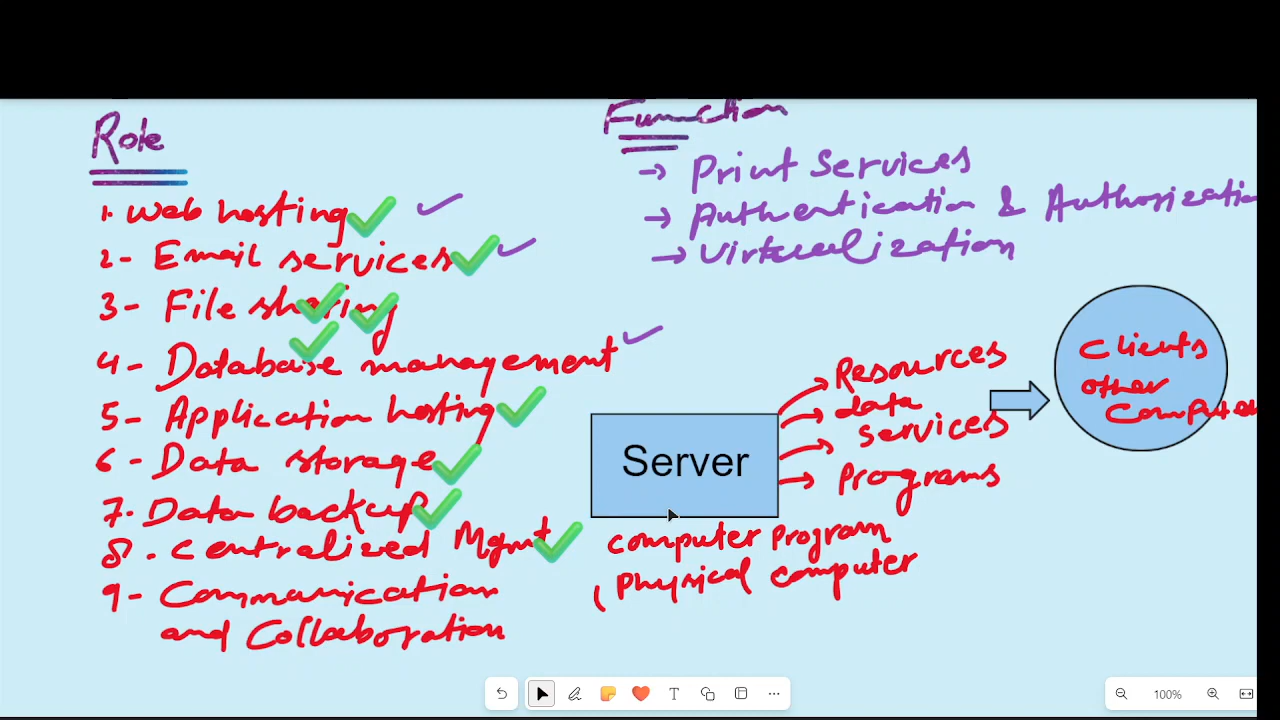 Role
1. Web hosting
2- Email services
3- File sharing
4- Database management
5- Application hosting
6- Data storage
7. Data backup
8. Centralized Mgmt
9- Communication
and Collaboration
Function
→ Print Services
→ Authentication & Authorization
→ Virtualization
Server
Resources
data
services
Programs
Clients
other
Computer
Computer Program
( Physical computer
T
100%